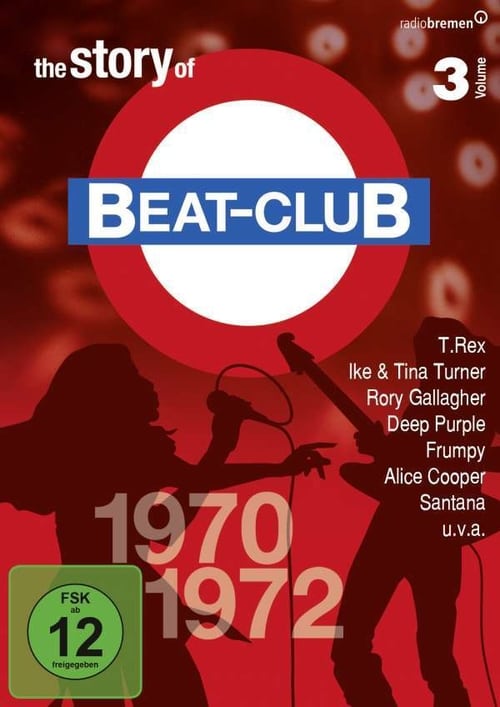 radiobremen
the story of
3
Volume
BEAT-CLUB
T.Rex
Ike & Tina Turner
Rory Gallagher
Deep Purple
Frumpy
Alice Cooper
Santana
u.v.a.
1970
1972
FSK
ab
12
freigegeben